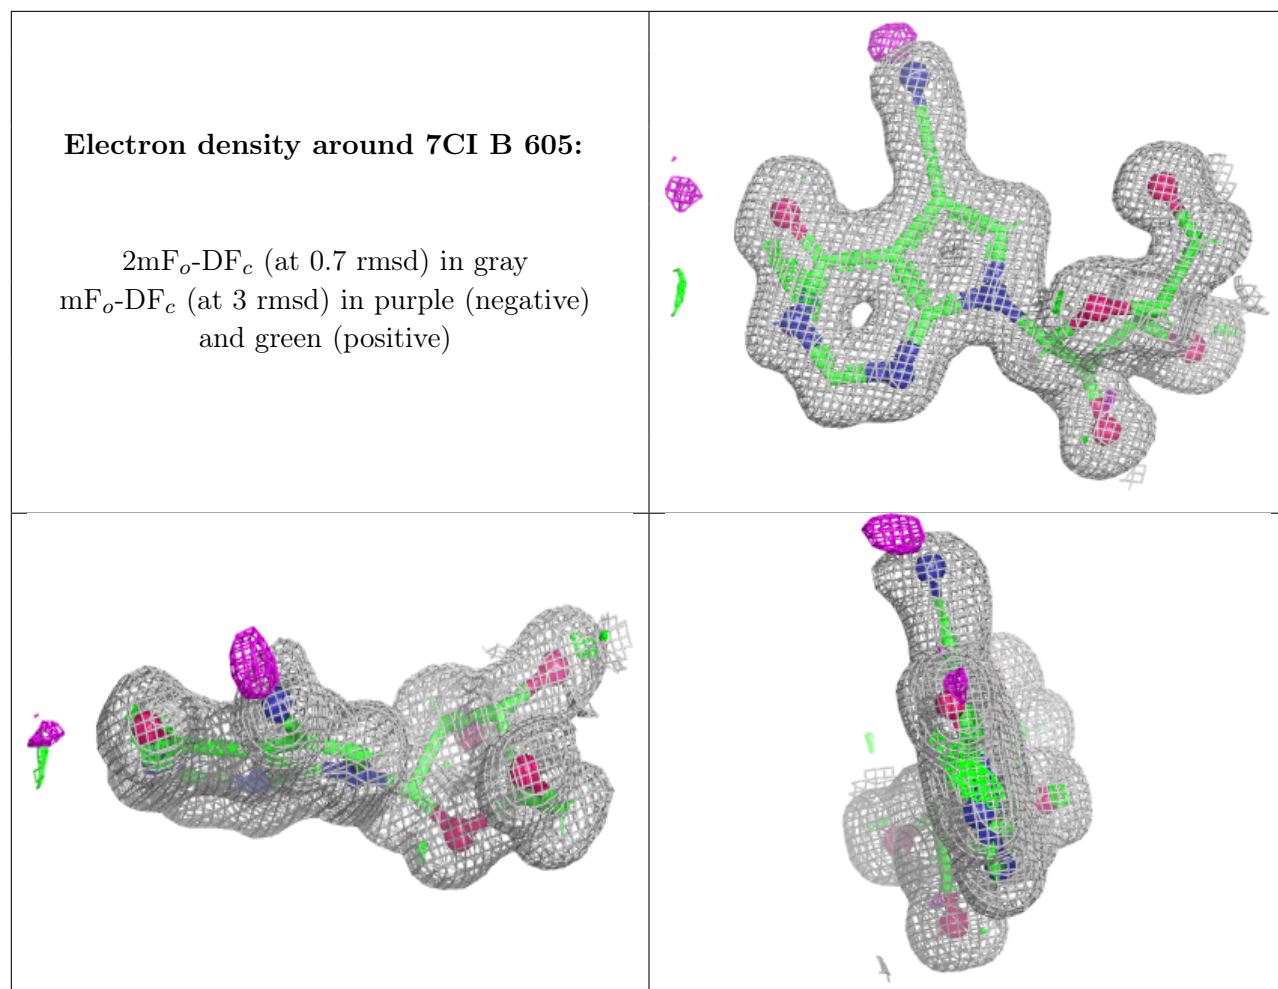 Electron density around 7CI B 605:
2mFₒ-DF𝒸 (at 0.7 rmsd) in gray
mFₒ-DF𝒸 (at 3 rmsd) in purple (negative)
and green (positive)